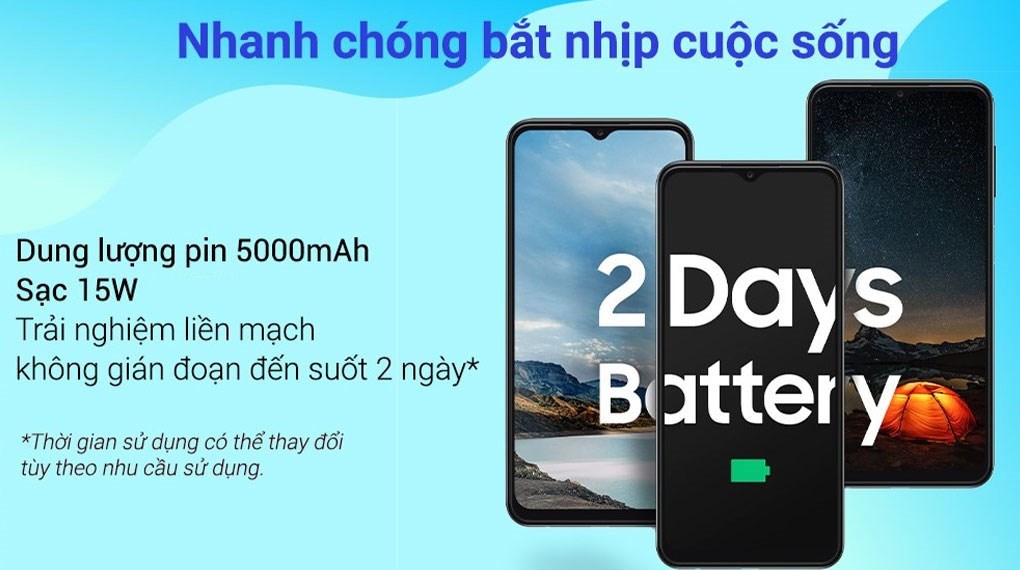 Nhanh chóng bắt nhịp cuộc sống
Dung lượng pin 5000mAh
Sạc 15W
Trải nghiệm liền mạch
không gián đoạn đến suốt 2 ngày*
*Thời gian sử dụng có thể thay đổi
tùy theo nhu cầu sử dụng.
2 Days
Battery